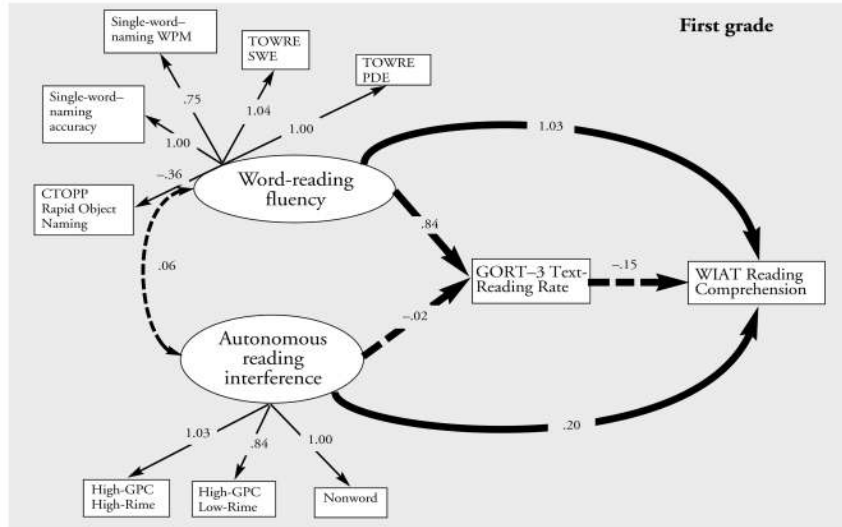 First grade
Single-word–
naming WPM
TOWRE
SWE
TOWRE
PDE
Single-word–
naming
accuracy
.75
1.04
1.00
1.00
1.03
–.36
CTOPP
Rapid Object
Naming
Word-reading
fluency
.84
.06
GORT–3 Text-
Reading Rate
–.15
WIAT Reading
Comprehension
–.02
Autonomous
reading
interference
.20
1.03
.84
1.00
High-GPC
High-Rime
High-GPC
Low-Rime
Nonword